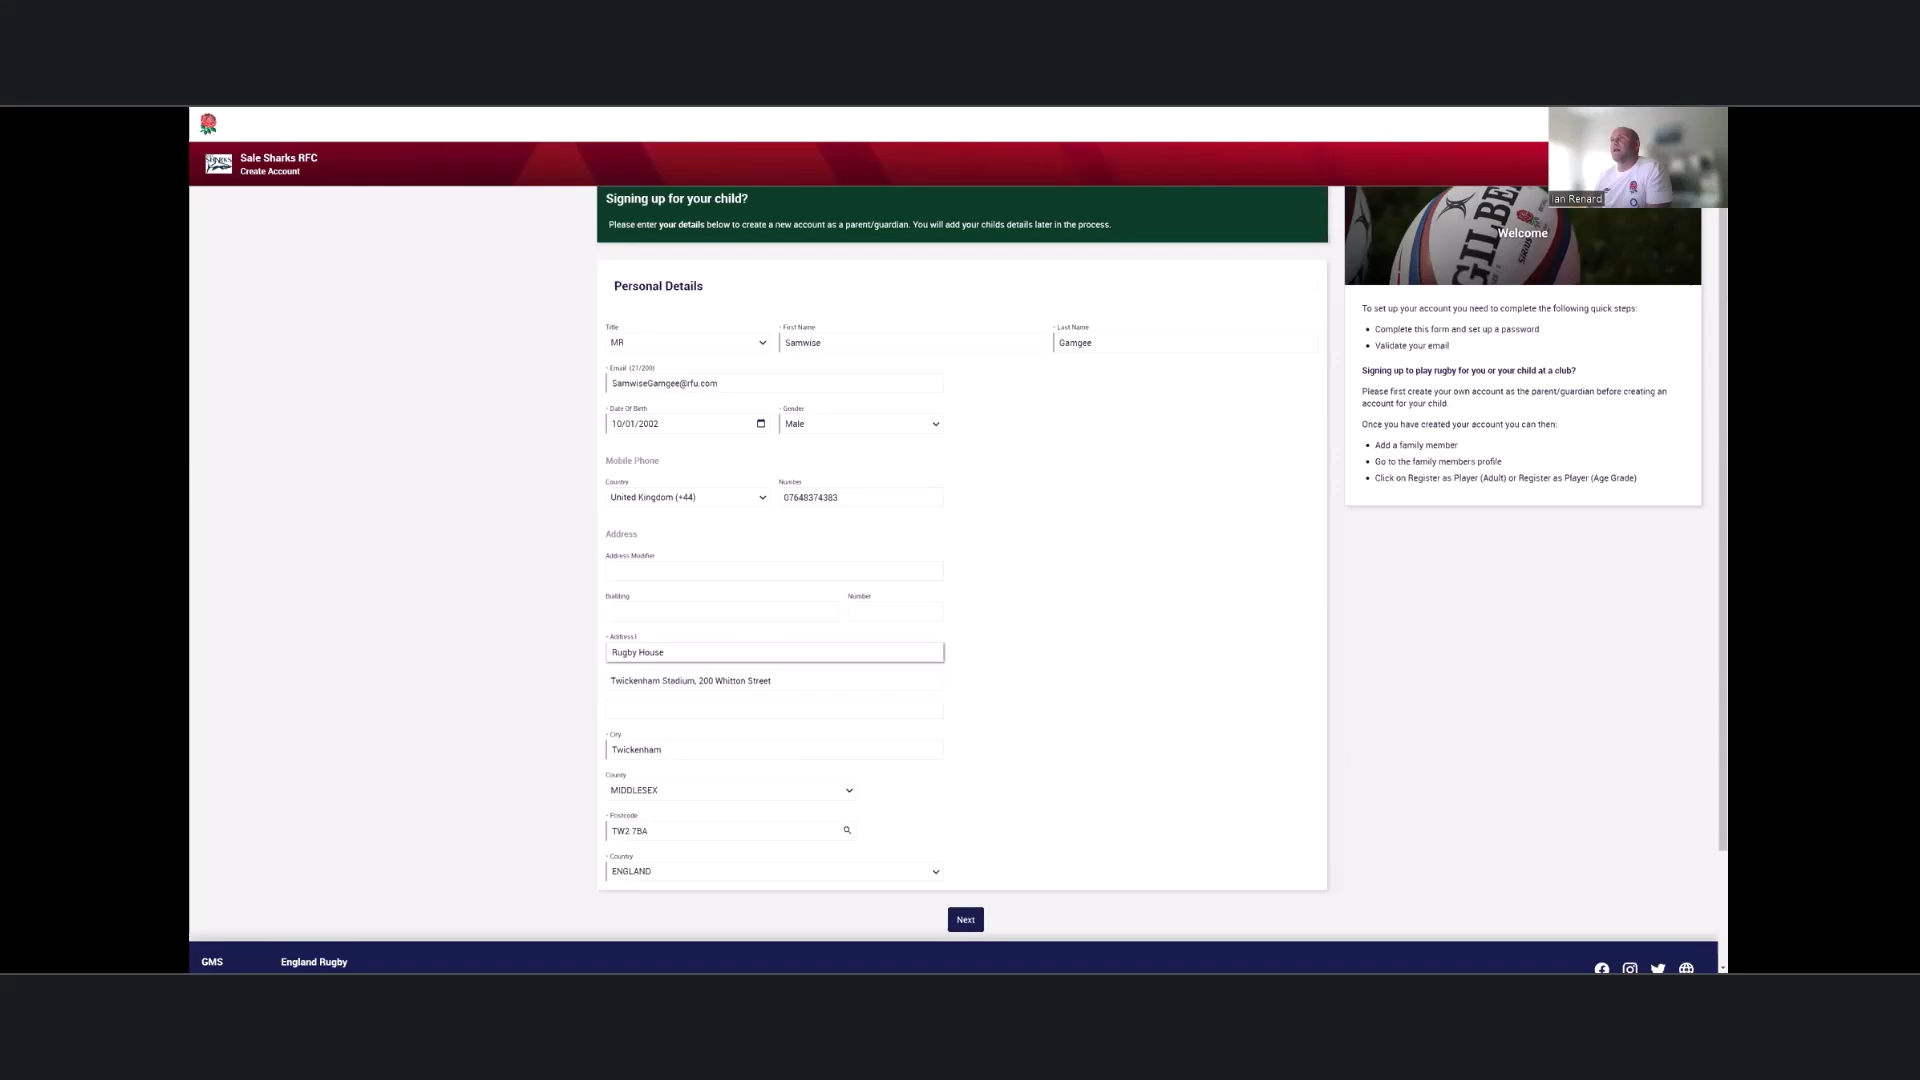 Sale Sharks RFC
Create Account
Ian Renard
Signing up for your child?
Please enter your details below to create a new account as a parent/guardian. You will add your childs details later in the process.
Personal Details
Title
MR
- First Name
Samwise
- Last Name
Gamgee
- Email (21/200)
SamwiseGamgee@rfu.com
- Date Of Birth
10/01/2002
- Gender
Male
Mobile Phone
Country
United Kingdom (+44)
Number
07648374383
Address
Address Modifier
Building
Number
- Address1
Rugby House
Twickenham Stadium, 200 Whitton Street
- City
Twickenham
County
MIDDLESEX
- Postcode
TW2 7BA
- Country
ENGLAND
Next
GILBE
SIRIUS
Welcome
To set up your account you need to complete the following quick steps:
• Complete this form and set up a password
• Validate your email
Signing up to play rugby for you or your child at a club?
Please first create your own account as the parent/guardian before creating an
account for your child.
Once you have created your account you can then:
• Add a family member
• Go to the family members profile
• Click on Register as Player (Adult) or Register as Player (Age Grade)
GMS
England Rugby